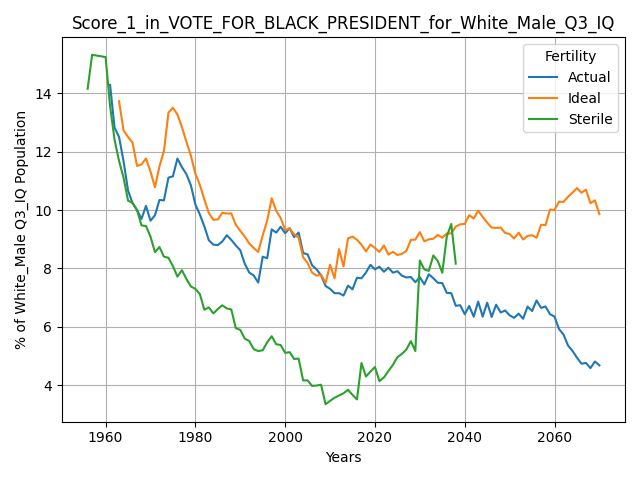 Score_1_in_VOTE_FOR_BLACK_PRESIDENT_for_White_Male_Q3_IQ
% of White_Male Q3_IQ Population
14
12
10
8
6
4
Fertility
Actual
Ideal
Sterile
1960 1980 2000 2020 2040 2060
Years